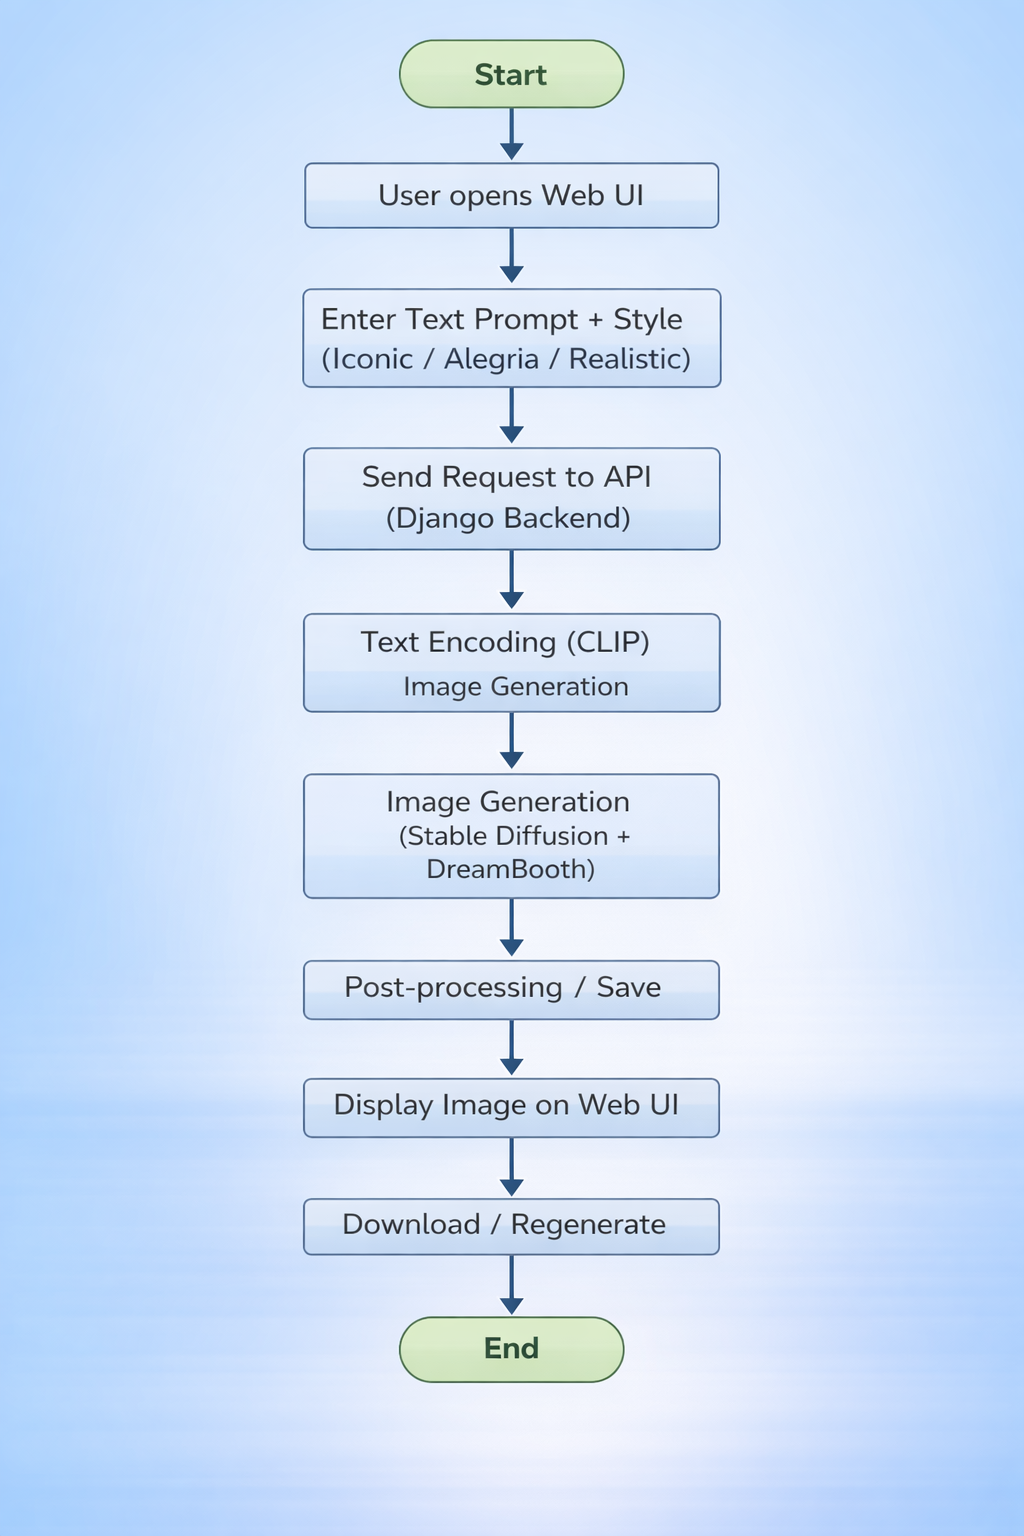 Start
User opens Web UI
Enter Text Prompt + Style
(Iconic / Alegria / Realistic)
Send Request to API
(Django Backend)
Text Encoding (CLIP)
Image Generation
Image Generation
(Stable Diffusion +
DreamBooth)
Post-processing / Save
Display Image on Web UI
Download / Regenerate
End